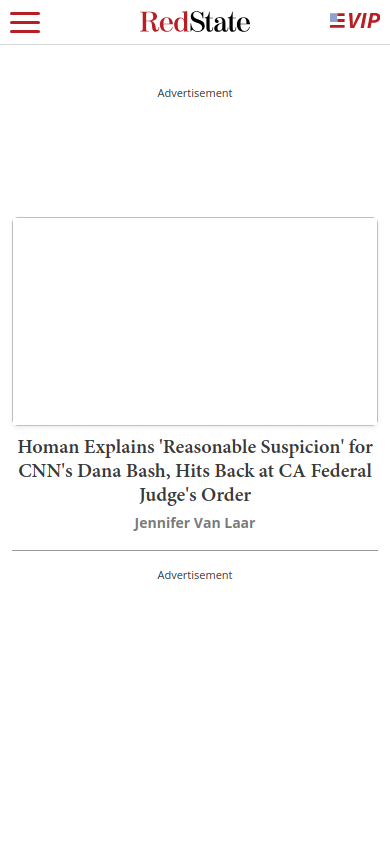 RedState
VIP
Advertisement
Homan Explains 'Reasonable Suspicion' for
CNN's Dana Bash, Hits Back at CA Federal
Judge's Order
Jennifer Van Laar
Advertisement